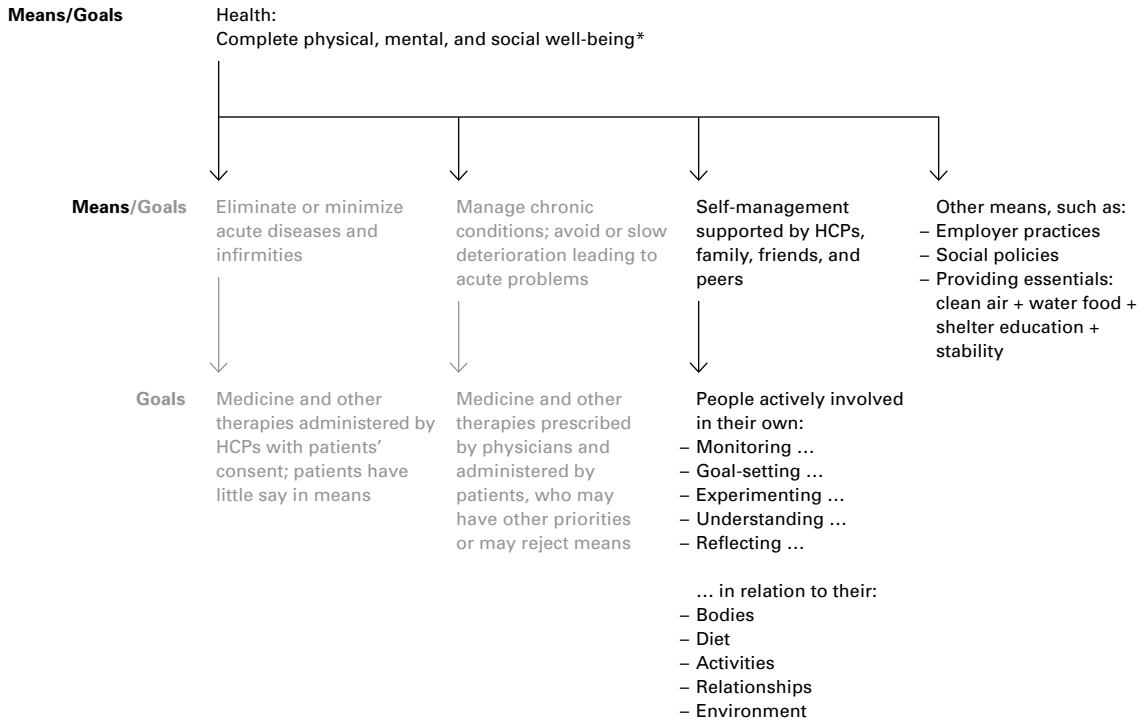 Means/Goals
Health:
Complete physical, mental, and social well-being*
Means/Goals
Eliminate or minimize
acute diseases and
infirmities
Manage chronic
conditions; avoid or slow
deterioration leading to
acute problems
Self-management
supported by HCPs,
family, friends, and
peers
Other means, such as:
– Employer practices
– Social policies
– Providing essentials:
clean air + water food +
shelter education +
stability
Goals
Medicine and other
therapies administered by
HCPs with patients’
consent; patients have
little say in means
Medicine and other
therapies prescribed
by physicians and
administered by
patients, who may
have other priorities
or may reject means
People actively involved
in their own:
– Monitoring …
– Goal-setting …
– Experimenting …
– Understanding …
– Reflecting …
… in relation to their:
– Bodies
– Diet
– Activities
– Relationships
– Environment